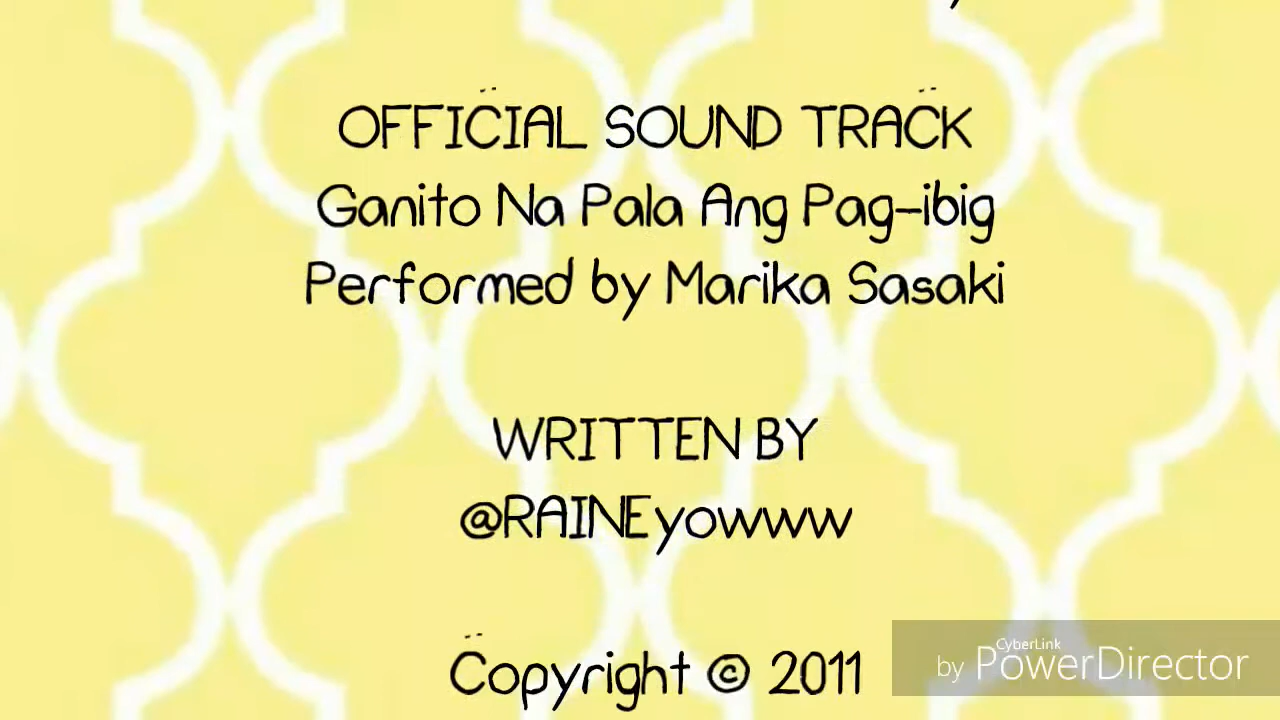 OFFICIAL SOUND TRACK
Ganito Na Pala Ang Pag-ibig
Performed by Marika Sasaki
WRITTEN BY
@RAINEyowww
Copyright © 2011
CyberLink
by PowerDirector